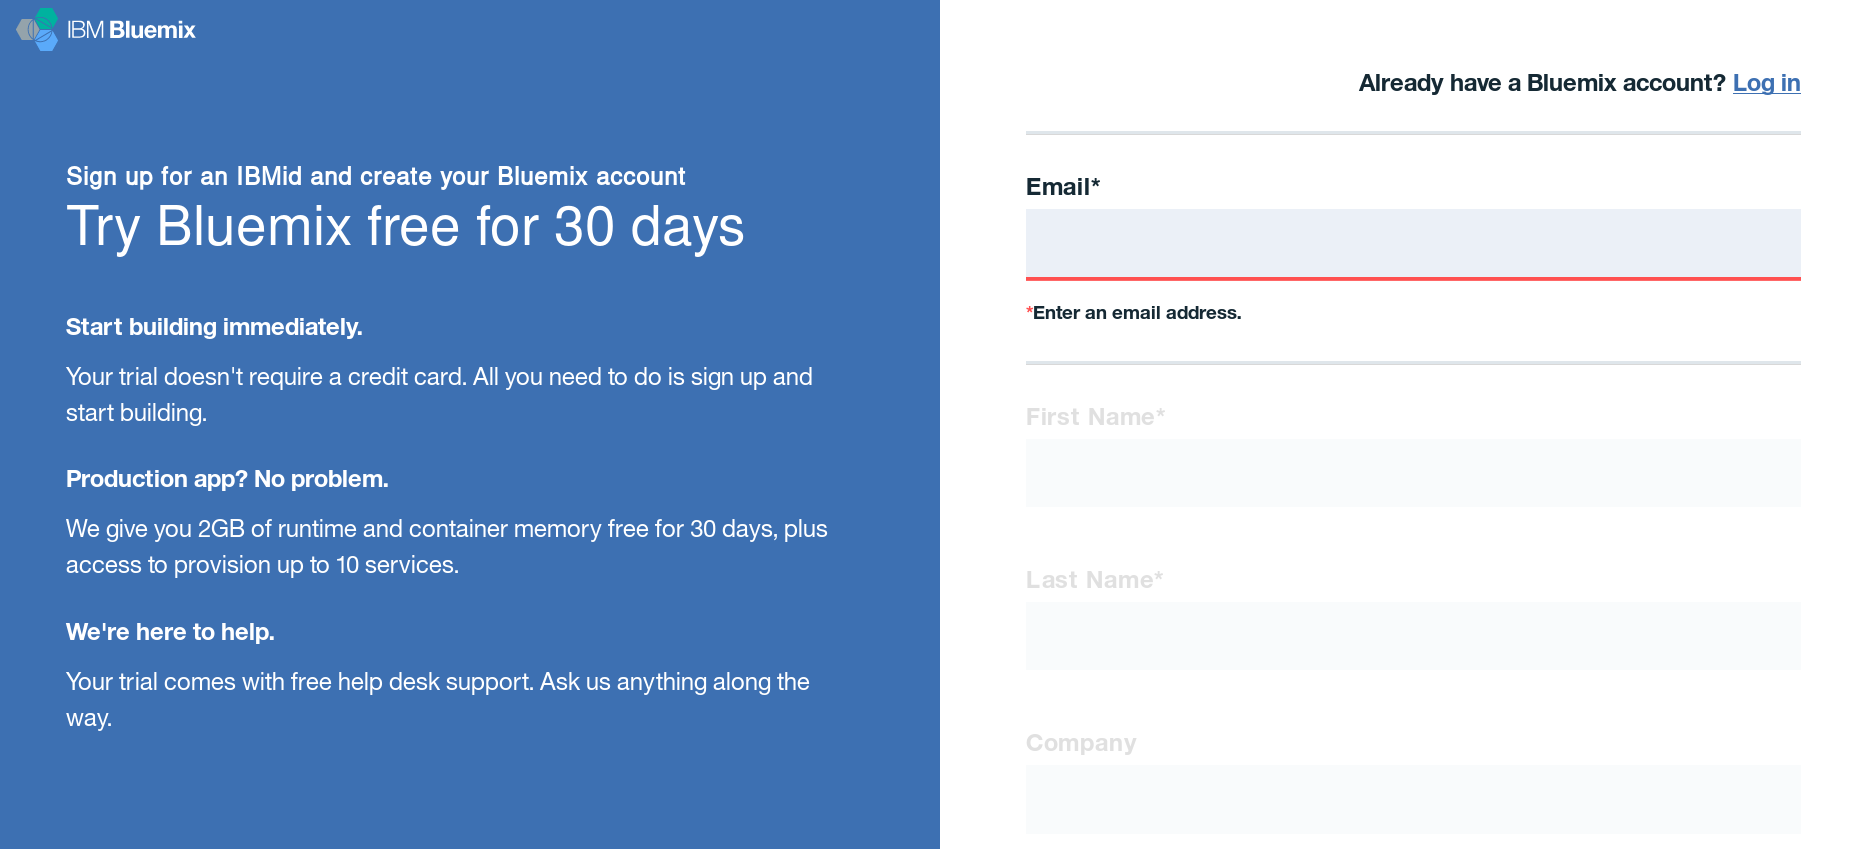 IBM Bluemix
Sign up for an IBMid and create your Bluemix account
Try Bluemix free for 30 days
Start building immediately.
Your trial doesn't require a credit card. All you need to do is sign up and
start building.
Production app? No problem.
We give you 2GB of runtime and container memory free for 30 days, plus
access to provision up to 10 services.
We're here to help.
Your trial comes with free help desk support. Ask us anything along the
way.
Already have a Bluemix account? Log in
Email*
*Enter an email address.
First Name*
Last Name*
Company